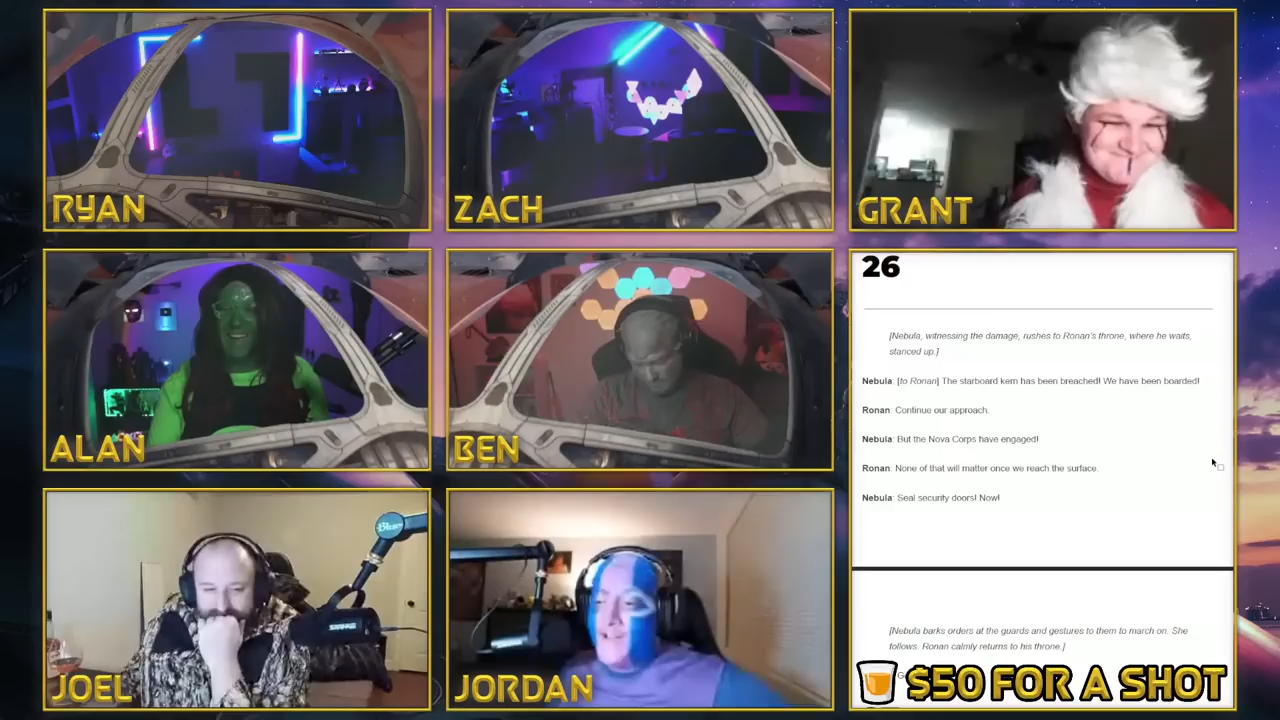 RYAN
ZACH
GRANT
ALAN
BEN
26
[Nebula, witnessing the damage, rushes to Ronan's throne, where he waits,
stanced up.]
Nebula: [to Ronan] The starboard kern has been breached! We have been boarded!
Ronan: Continue our approach.
Nebula: But the Nova Corps have engaged!
Ronan: None of that will matter once we reach the surface.
Nebula: Seal security doors! Now!
[Nebula barks orders at the guards and gestures to them to march on. She
follows. Ronan calmly returns to his throne.]
$50 FOR A SHOT
JOEL
JORDAN
Blue